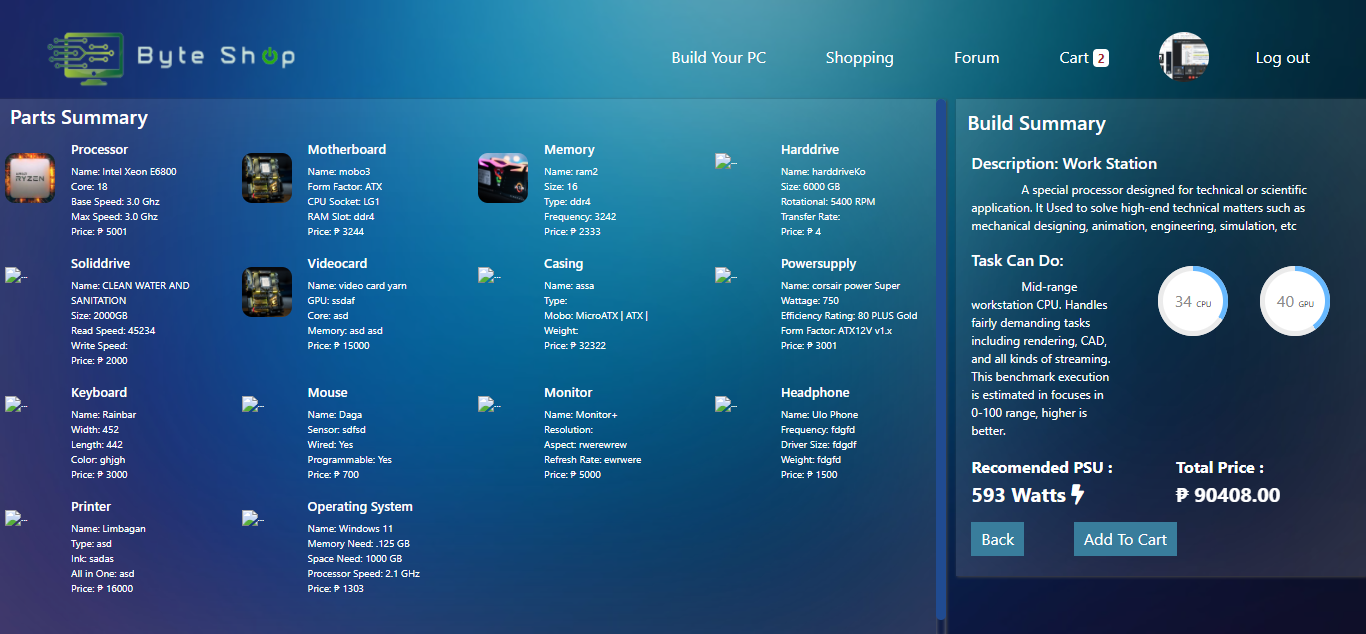 Byte Shop
Build Your PC
Shopping
Forum
Cart 2
Log out
Parts Summary
Processor
Name: Intel Xeon E6800
Core: 18
Base Speed: 3.0 Ghz
Max Speed: 3.0 Ghz
Price: ₱ 5001
Motherboard
Name: mobo3
Form Factor: ATX
CPU Socket: LG1
RAM Slot: ddr4
Price: ₱ 3244
Memory
Name: ram2
Size: 16
Type: ddr4
Frequency: 3242
Price: ₱ 2333
Harddrive
Name: harddriveKo
Size: 6000 GB
Rotational: 5400 RPM
Transfer Rate:
Price: ₱ 4
Soliddrive
Name: CLEAN WATER AND
SANITATION
Size: 2000GB
Read Speed: 45234
Write Speed:
Price: ₱ 2000
Videocard
Name: video card yarn
GPU: ssdaf
Core: asd
Memory: asd asd
Price: ₱ 15000
Casing
Name: assa
Type:
Mobo: MicroATX | ATX |
Weight:
Price: ₱ 32322
Powersupply
Name: corsair power Super
Wattage: 750
Efficiency Rating: 80 PLUS Gold
Form Factor: ATX12V v1.x
Price: ₱ 3001
Keyboard
Name: Rainbar
Width: 452
Length: 442
Color: ghjgh
Price: ₱ 3000
Mouse
Name: Daga
Sensor: sdfsd
Wired: Yes
Programmable: Yes
Price: ₱ 700
Monitor
Name: Monitor+
Resolution:
Aspect: rwerewrew
Refresh Rate: ewrwere
Price: ₱ 5000
Headphone
Name: Ulo Phone
Frequency: fdgfd
Driver Size: fdgdf
Weight: fdgfd
Price: ₱ 1500
Printer
Name: Limbagan
Type: asd
Ink: sadas
All in One: asd
Price: ₱ 16000
Operating System
Name: Windows 11
Memory Need: .125 GB
Space Need: 1000 GB
Processor Speed: 2.1 GHz
Price: ₱ 1303
Build Summary
Description: Work Station
A special processor designed for technical or scientific
application. It Used to solve high-end technical matters such as
mechanical designing, animation, engineering, simulation, etc
Task Can Do:
Mid-range
workstation CPU. Handles
fairly demanding tasks
including rendering, CAD,
and all kinds of streaming.
This benchmark execution
is estimated in focuses in
0-100 range, higher is
better.
34 CPU
40 GPU
Recomended PSU :
593 Watts
Total Price :
₱ 90408.00
Back
Add To Cart